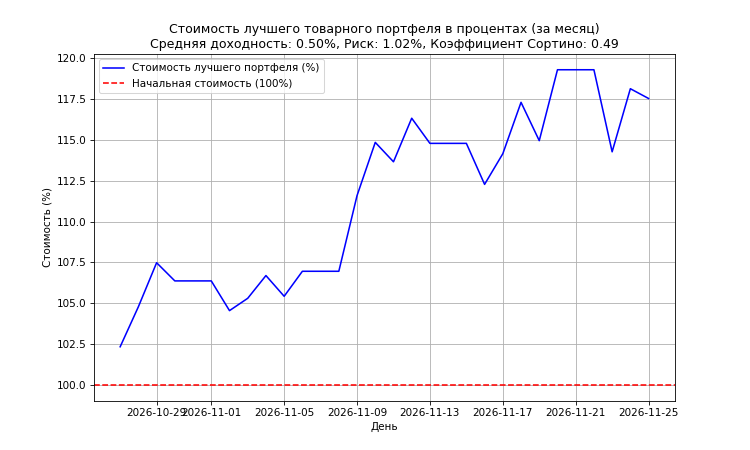 Стоимость лучшего товарного портфеля в процентах (за месяц)
Средняя доходность: 0.50%, Риск: 1.02%, Коэффициент Сортино: 0.49
Стоимость лучшего портфеля (%)
Начальная стоимость (100%)
Стоимость (%)
120.0
117.5
115.0
112.5
110.0
107.5
105.0
102.5
100.0
2026-10-29 2026-11-01 2026-11-05 2026-11-09 2026-11-13 2026-11-17 2026-11-21 2026-11-25
День